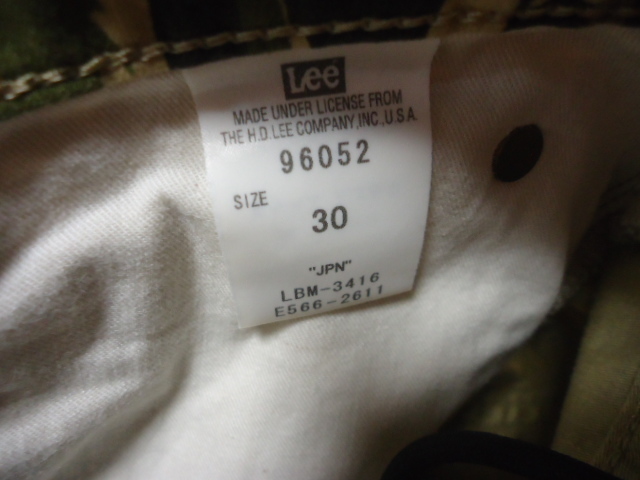 Lee
MADE UNDER LICENSE FROM
THE H.D.LEE COMPANY,INC.,U.S.A.
96052
SIZE
30
"JPN"
LBM-3416
E566-2611